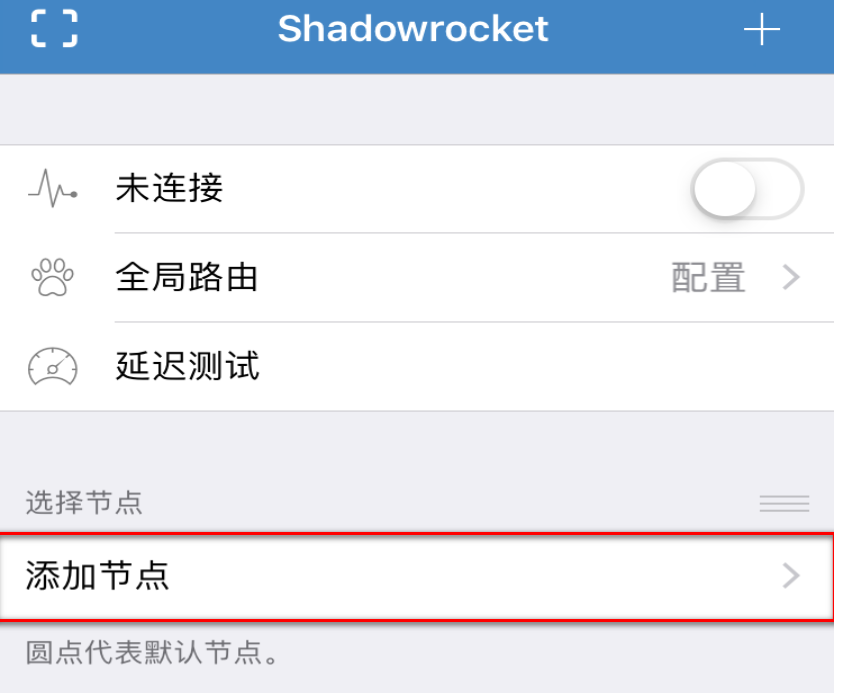 Shadowrocket
未连接
全局路由 配置
延迟测试
选择节点
添加节点
圆点代表默认节点。